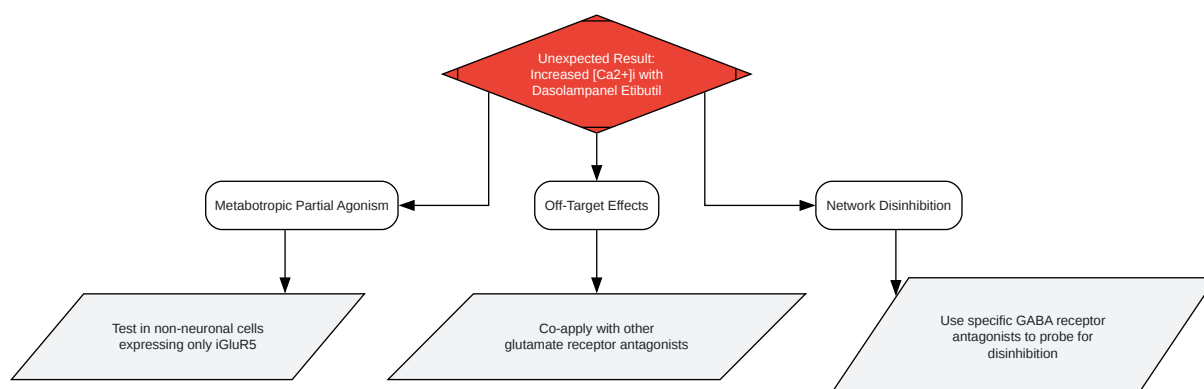 Unexpected Result:
Increased [Ca2+]i with
Dasolampanel Etibutil
Metabotropic Partial Agonism
Off-Target Effects
Network Disinhibition
Test in non-neuronal cells
expressing only iGluR5
Co-apply with other
glutamate receptor antagonists
Use specific GABA receptor
antagonists to probe for
disinhibition